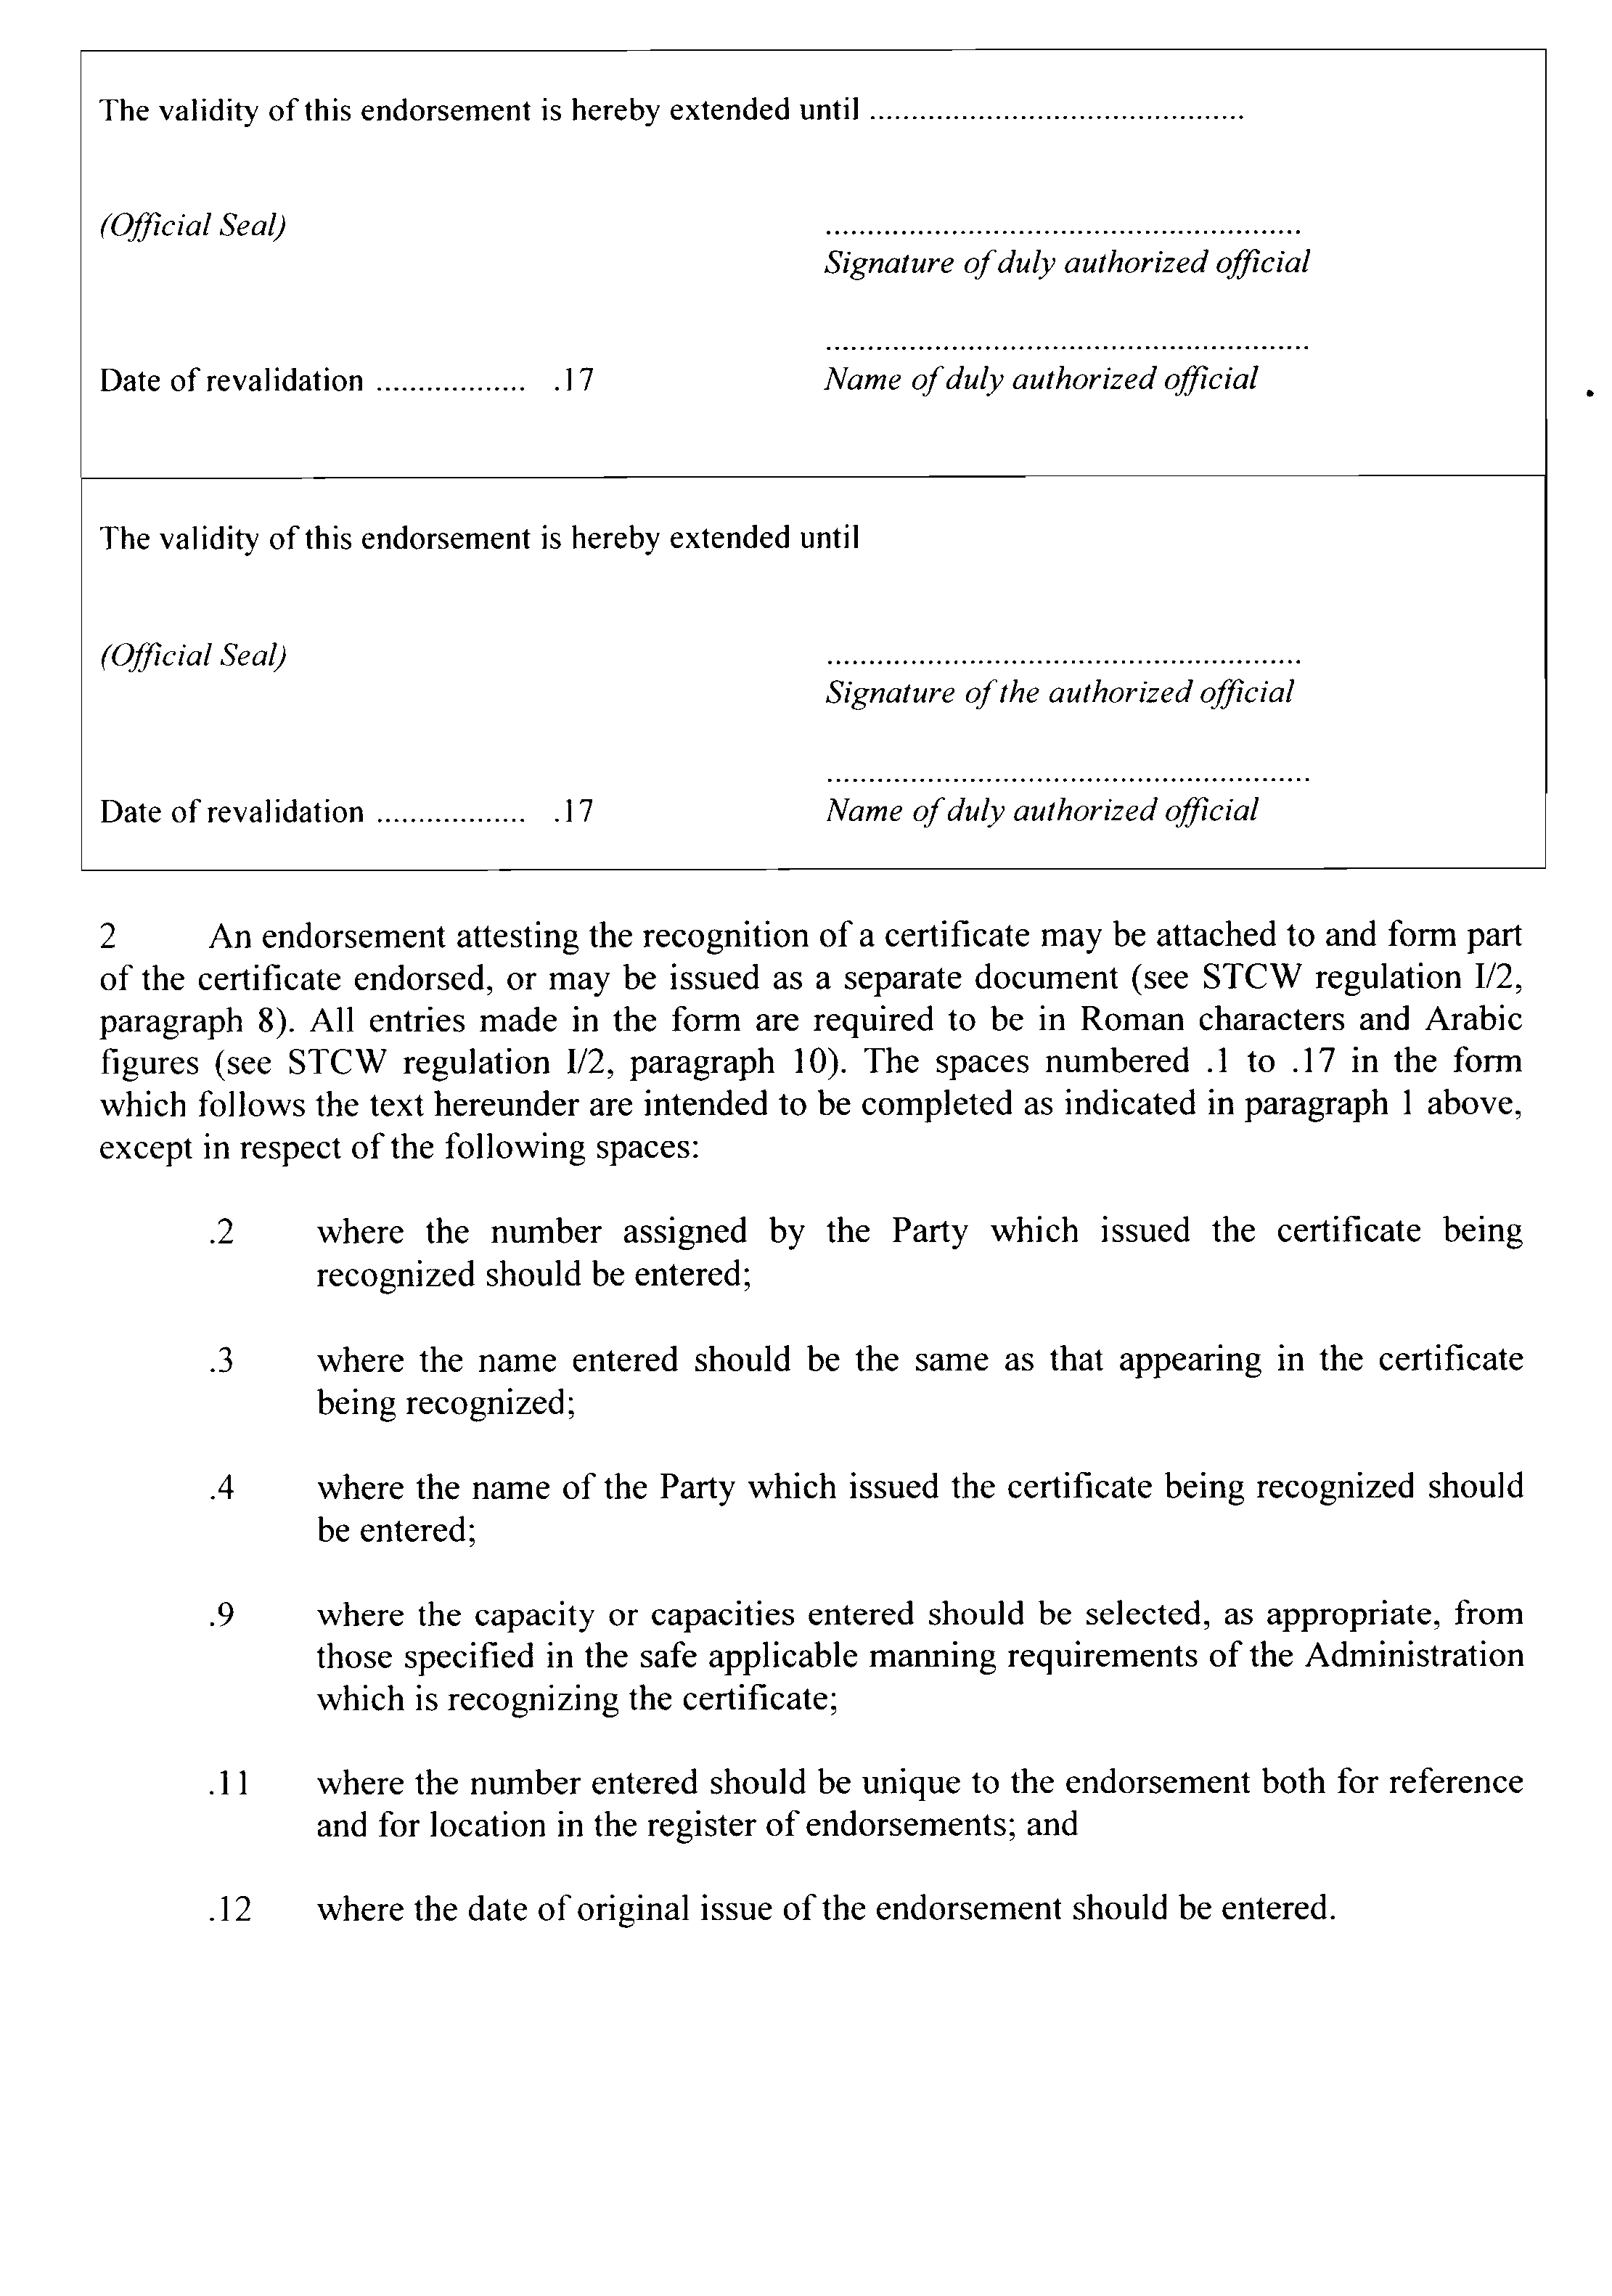 The validity of this endorsement is hereby extended until .............................................
(Official Seal)
.........................................................
Signature of duly authorized official
..........................................................
Date of revalidation .................. .17
Name of duly authorized official
The validity of this endorsement is hereby extended until
(Official Seal)
.........................................................
Signature of the authorized official
..........................................................
Date of revalidation .................. .17
Name of duly authorized official
2 An endorsement attesting the recognition of a certificate may be attached to and form part
of the certificate endorsed, or may be issued as a separate document (see STCW regulation I/2,
paragraph 8). All entries made in the form are required to be in Roman characters and Arabic
figures (see STCW regulation I/2, paragraph 10). The spaces numbered .1 to .17 in the form
which follows the text hereunder are intended to be completed as indicated in paragraph 1 above,
except in respect of the following spaces:
.2 where the number assigned by the Party which issued the certificate being
recognized should be entered;
.3 where the name entered should be the same as that appearing in the certificate
being recognized;
.4 where the name of the Party which issued the certificate being recognized should
be entered;
.9 where the capacity or capacities entered should be selected, as appropriate, from
those specified in the safe applicable manning requirements of the Administration
which is recognizing the certificate;
.11 where the number entered should be unique to the endorsement both for reference
and for location in the register of endorsements; and
.12 where the date of original issue of the endorsement should be entered.